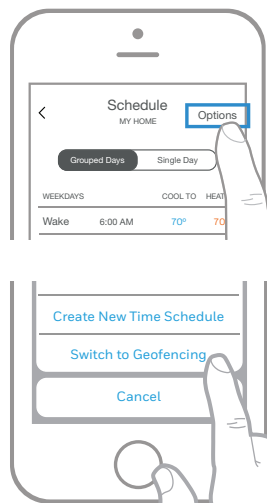 Schedule
MY HOME
Options
Grouped Days Single Day
WEEKDAYS COOL TO HEAT
Wake 6:00 AM 70° 70
Create New Time Schedule
Switch to Geofencing
Cancel